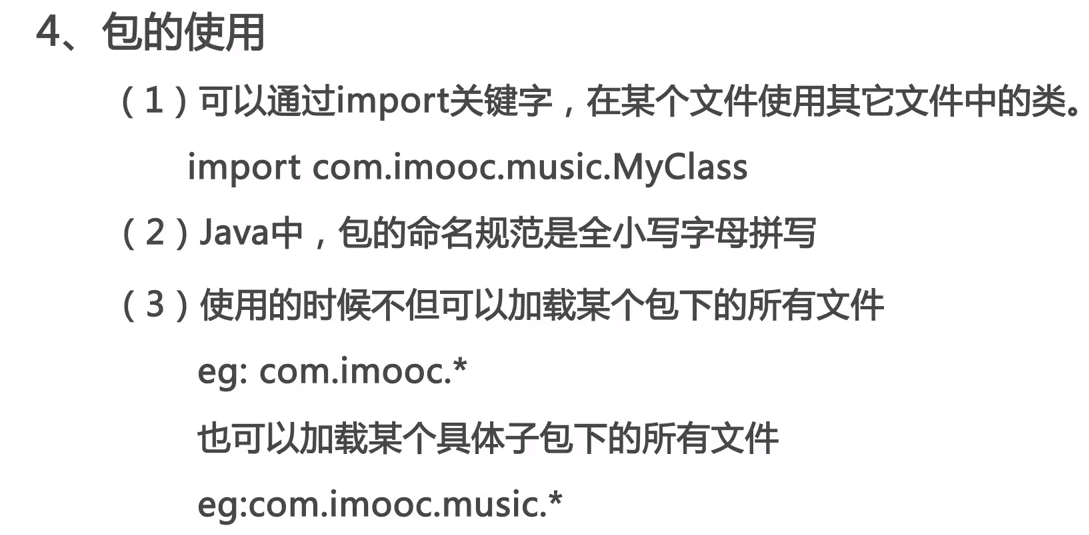 4、包的使用
（1）可以通过import关键字，在某个文件使用其它文件中的类。
import com.imooc.music.MyClass
（2）Java中，包的命名规范是全小写字母拼写
（3）使用的时候不但可以加载某个包下的所有文件
eg: com.imooc.*
也可以加载某个具体子包下的所有文件
eg:com.imooc.music.*